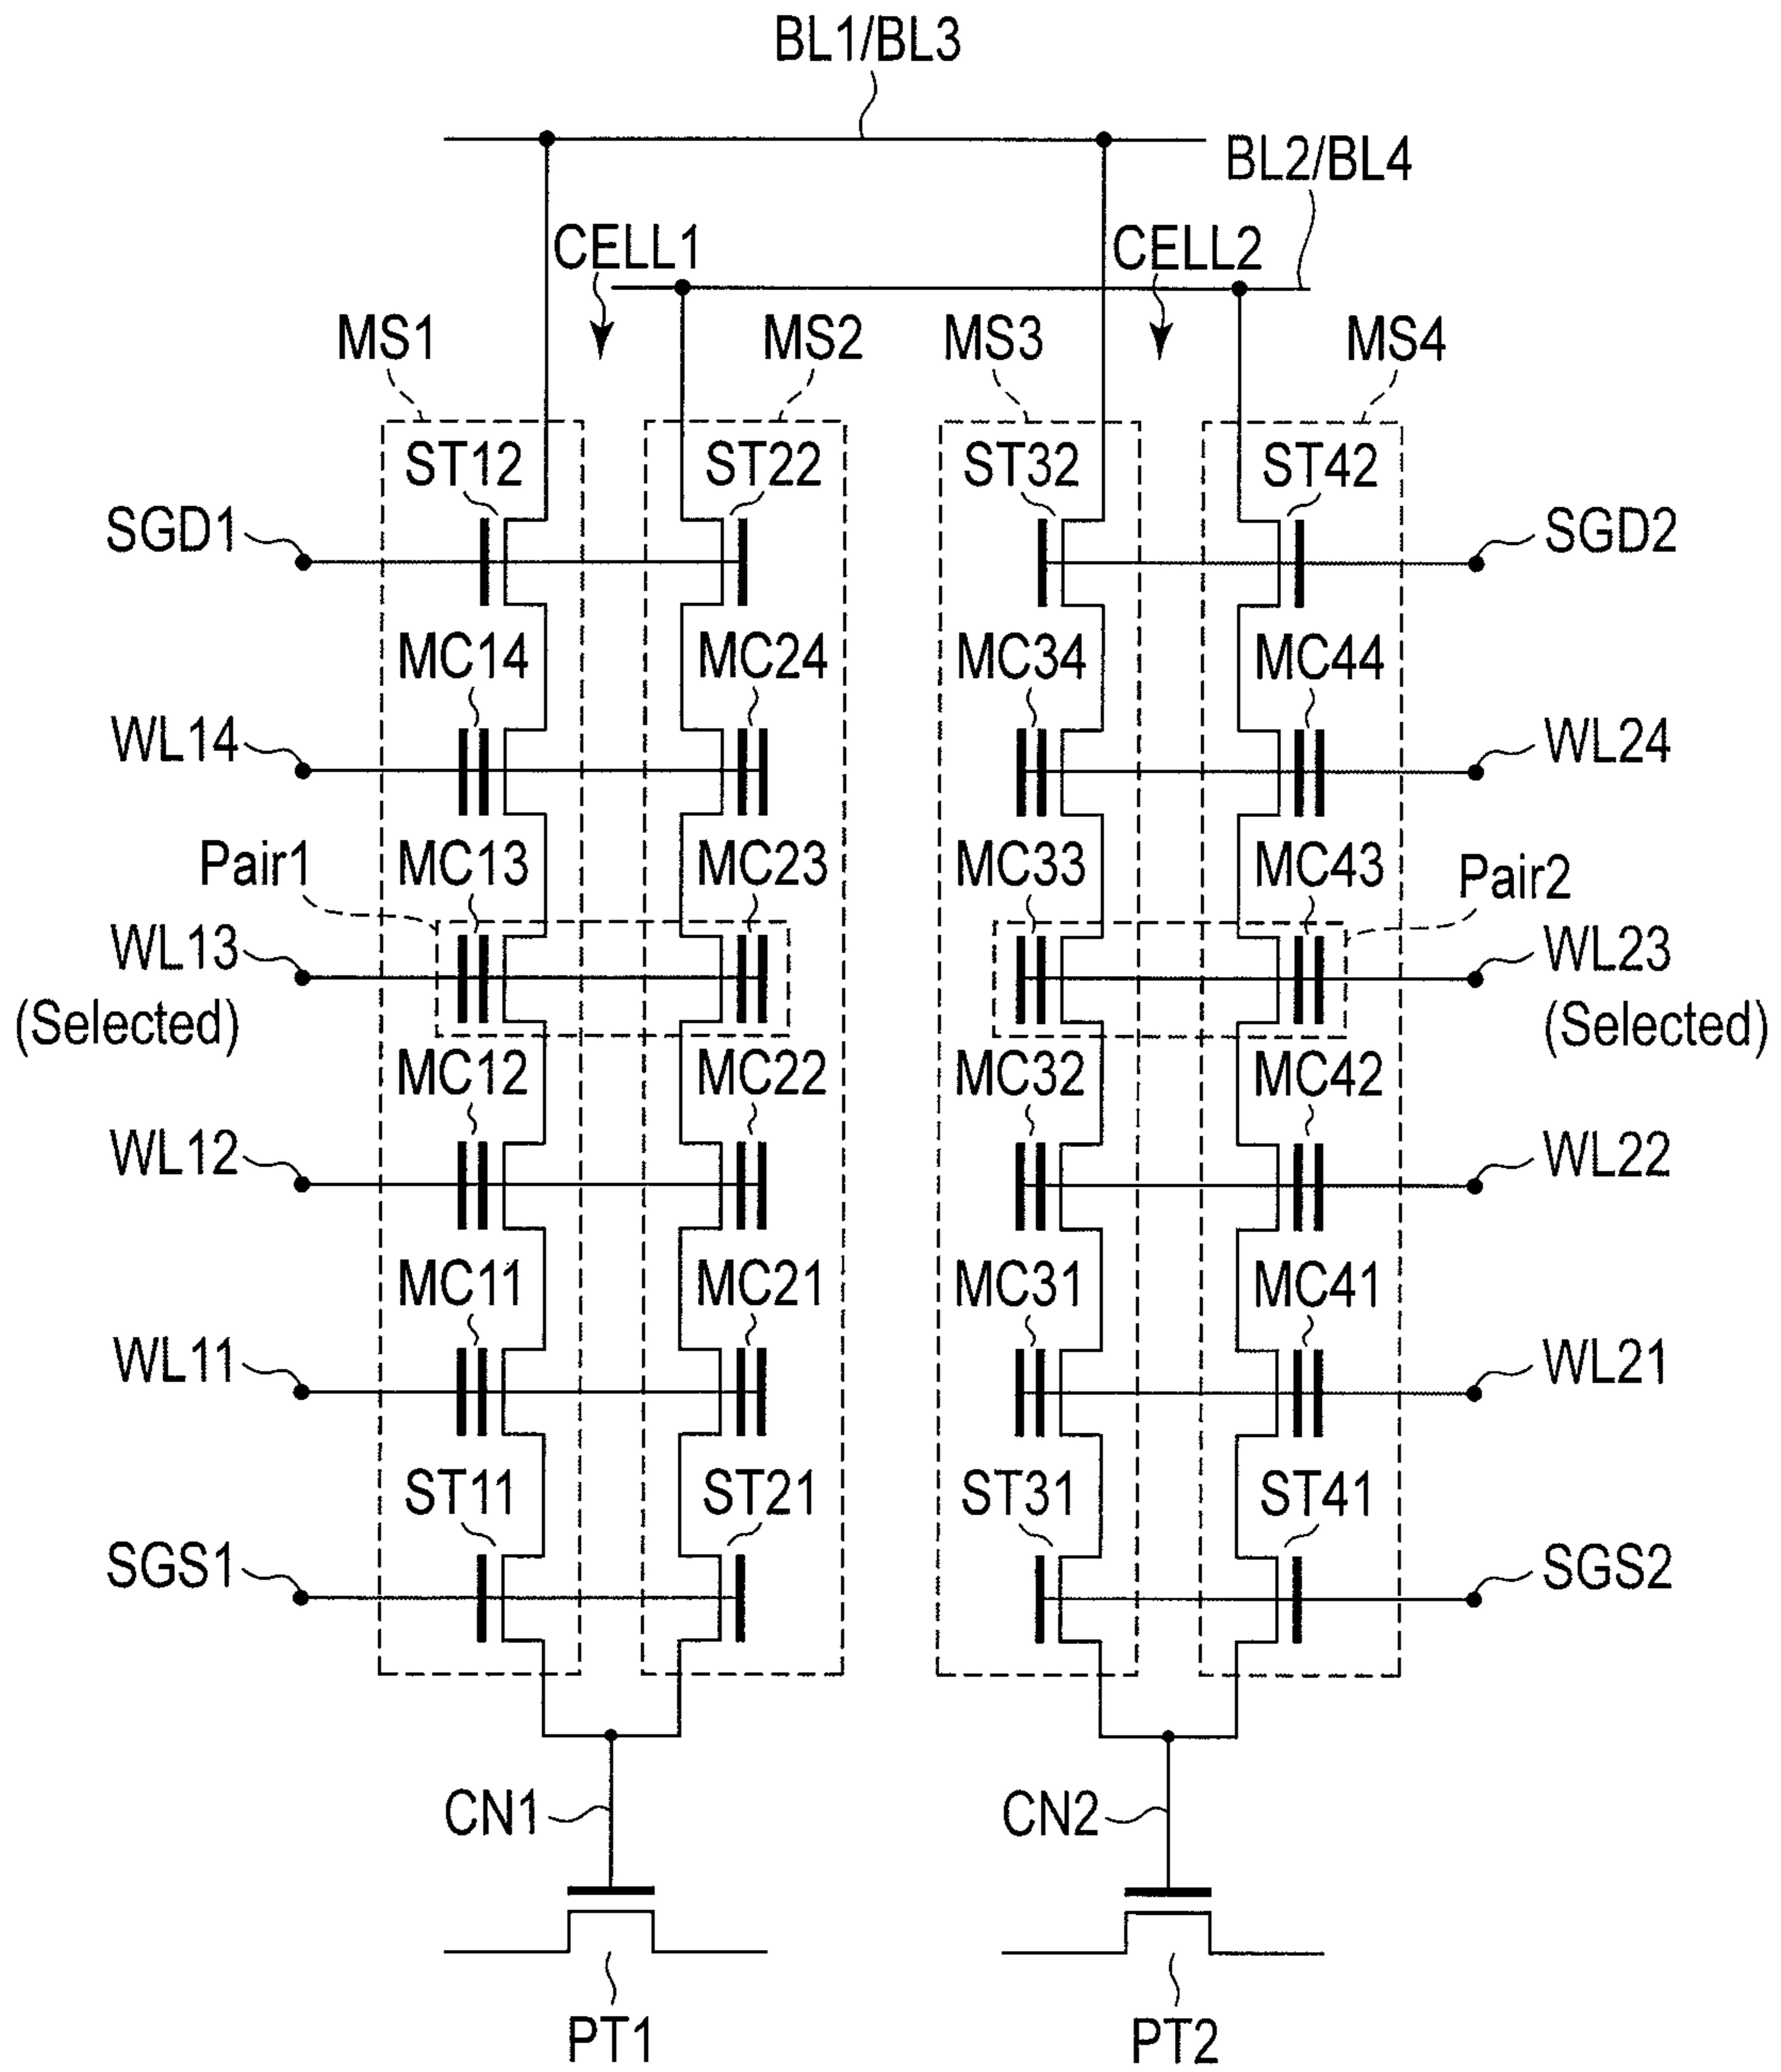 BL1/BL3
BL2/BL4
CELL1
CELL2
MS1
MS2
MS3
MS4
ST12
ST22
ST32
ST42
SGD1
SGD2
MC14
MC24
MC34
MC44
WL14
WL24
Pair1
MC13
MC23
MC33
MC43
Pair2
WL13
(Selected)
WL23
(Selected)
MC12
MC22
MC32
MC42
WL12
WL22
MC11
MC21
MC31
MC41
WL11
WL21
ST11
ST21
ST31
ST41
SGS1
SGS2
CN1
CN2
PT1
PT2